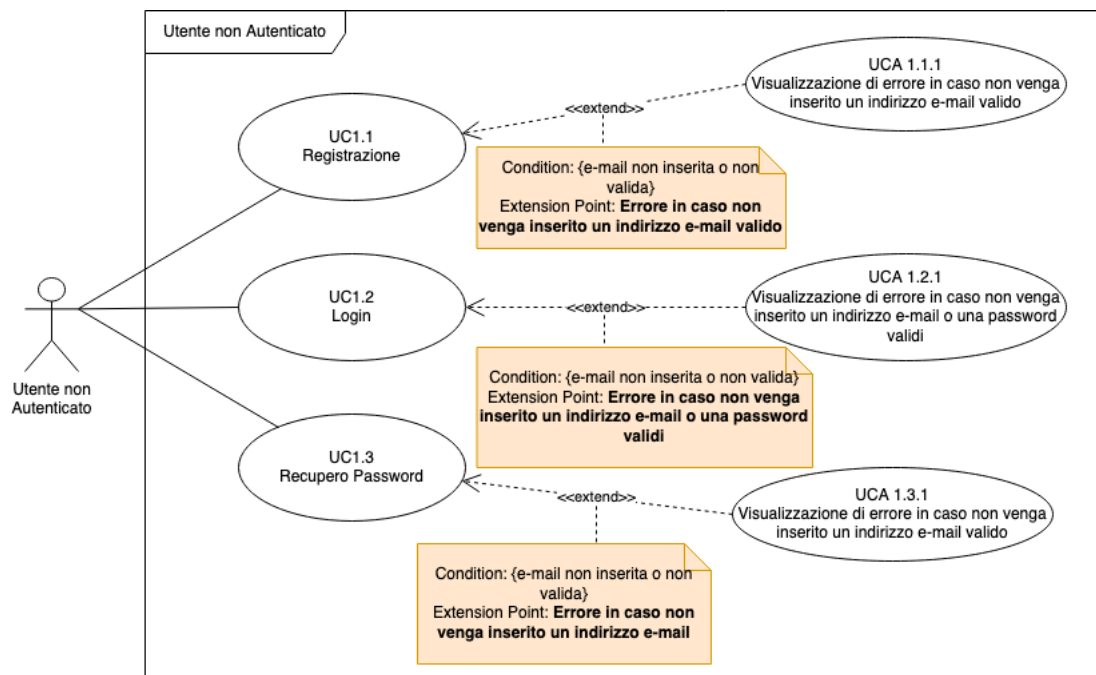 Utente non Autenticato
UCA 1.1.1
Visualizzazione di errore in caso non venga
inserito un indirizzo e-mail valido
<<extend>>
UC1.1
Registrazione
Condition: {e-mail non inserita o non
valida}
Extension Point: Errore in caso non
venga inserito un indirizzo e-mail valido
UCA 1.2.1
Visualizzazione di errore in caso non venga
inserito un indirizzo e-mail o una password
validi
<<extend>>
UC1.2
Login
Condition: {e-mail non inserita o non valida}
Extension Point: Errore in caso non venga
inserito un indirizzo e-mail o una password
validi
Utente non
Autenticato
UC1.3
Recupero Password
<<extend>>
UCA 1.3.1
Visualizzazione di errore in caso non venga
inserito un indirizzo e-mail valido
Condition: {e-mail non inserita o non
valida}
Extension Point: Errore in caso non
venga inserito un indirizzo e-mail